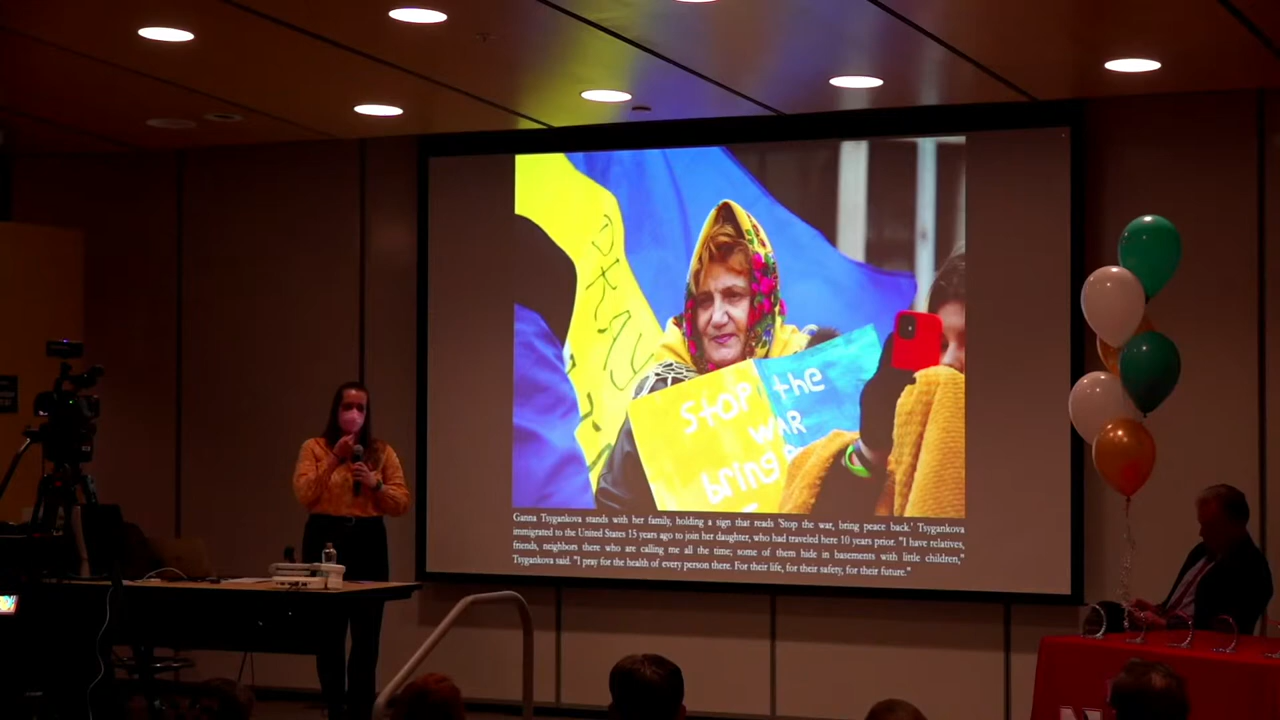 PRAY
Stop the
WAR
bring
Ganna Tsygankova stands with her family, holding a sign that reads 'Stop the war, bring peace back.' Tsygankova
immigrated to the United States 15 years ago to join her daughter, who had traveled here 10 years prior. "I have relatives,
friends, neighbors there who are calling me all the time; some of them hide in basements with little children,"
Tsygankova said. "I pray for the health of every person there. For their life, for their safety, for their future."
N